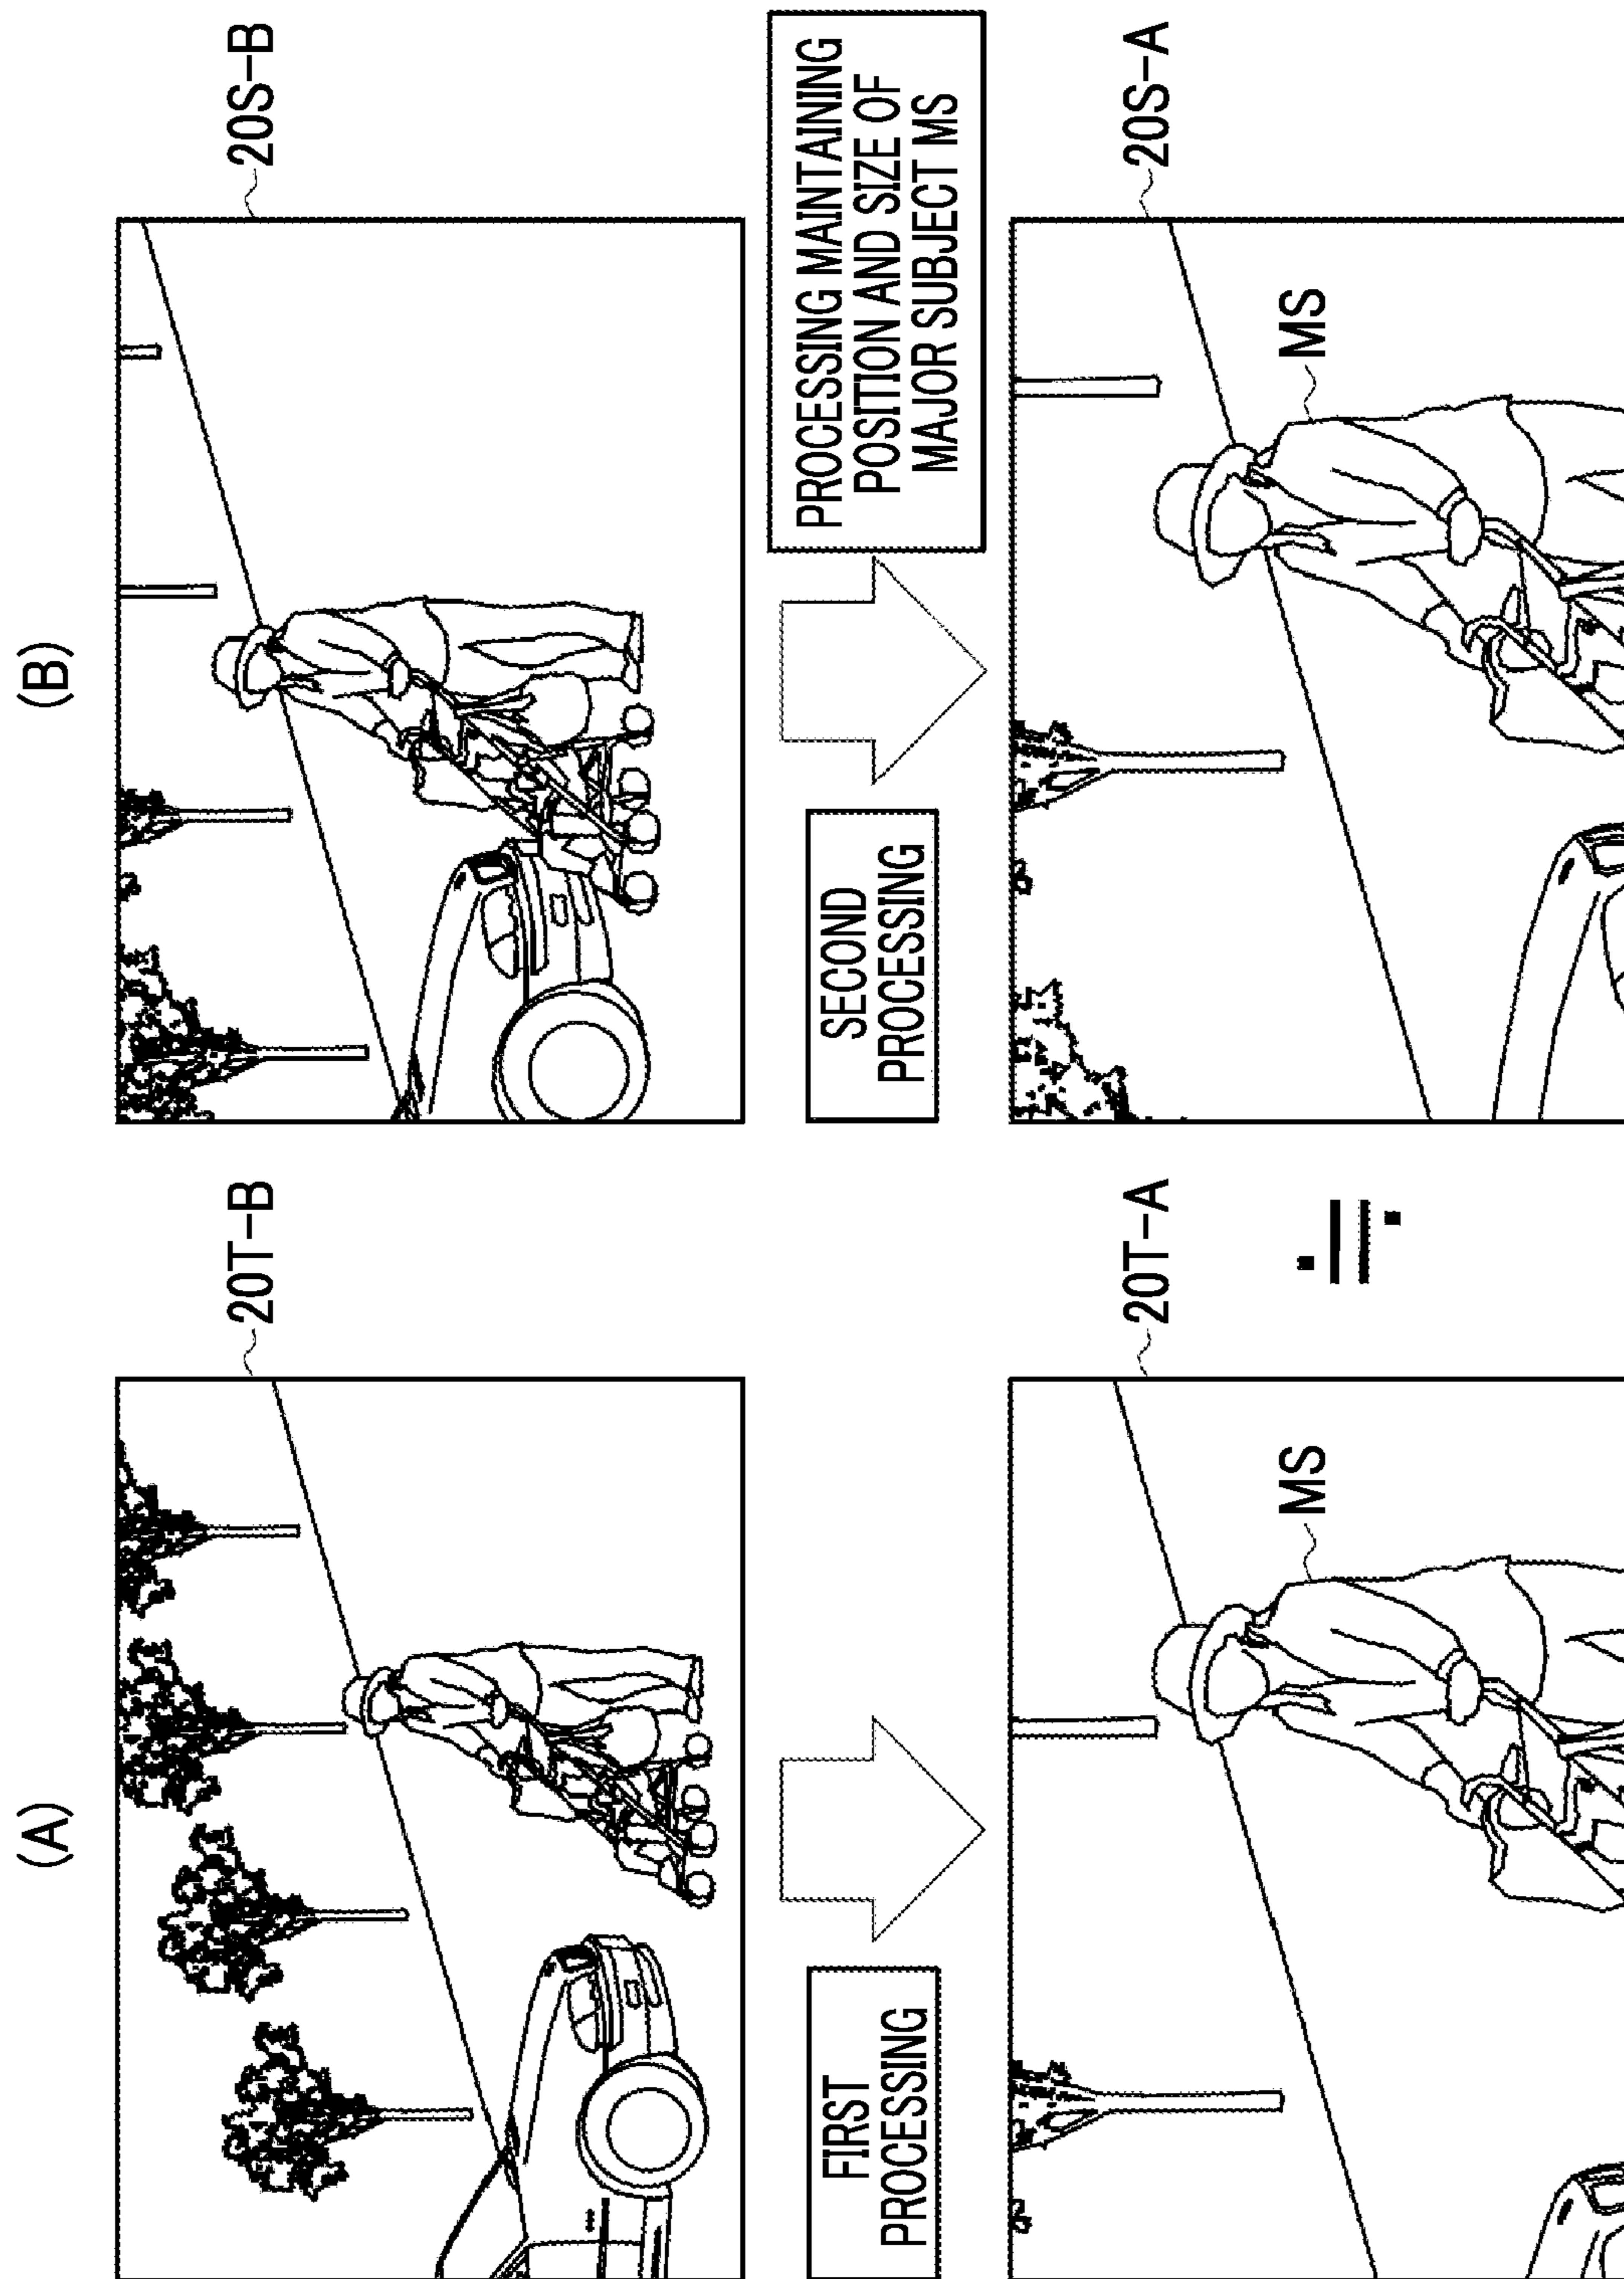 (A)
20T-B
FIRST
PROCESSING
20T-A
MS
≒
(B)
20S-B
SECOND
PROCESSING
PROCESSING MAINTAINING
POSITION AND SIZE OF
MAJOR SUBJECT MS
20S-A
MS